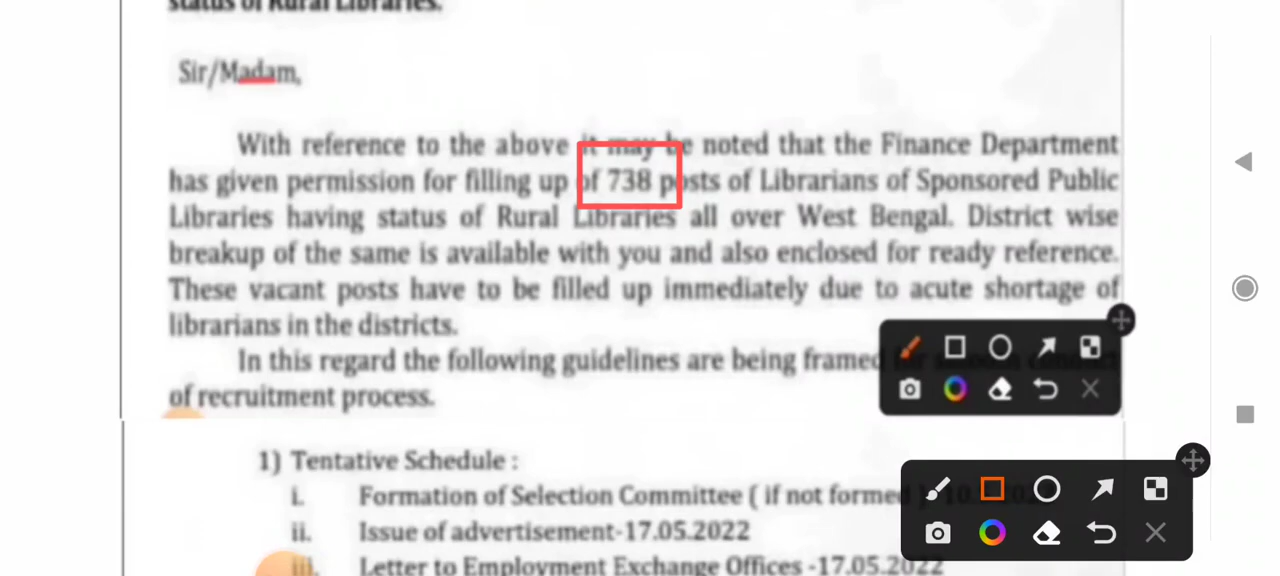 status of Rural Libraries.
Sir/Madam,
With reference to the above it may be noted that the Finance Department
has given permission for filling up of 738 posts of Librarians of Sponsored Public
Libraries having status of Rural Libraries all over West Bengal. District wise
breakup of the same is available with you and also enclosed for ready reference.
These vacant posts have to be filled up immediately due to acute shortage of
librarians in the districts.
In this regard the following guidelines are being framed
of recruitment process.
1) Tentative Schedule :
i. Formation of Selection Committee ( if not formed
ii. Issue of advertisement-17.05.2022
iii. Letter to Employment Exchange Offices -17.05.2022